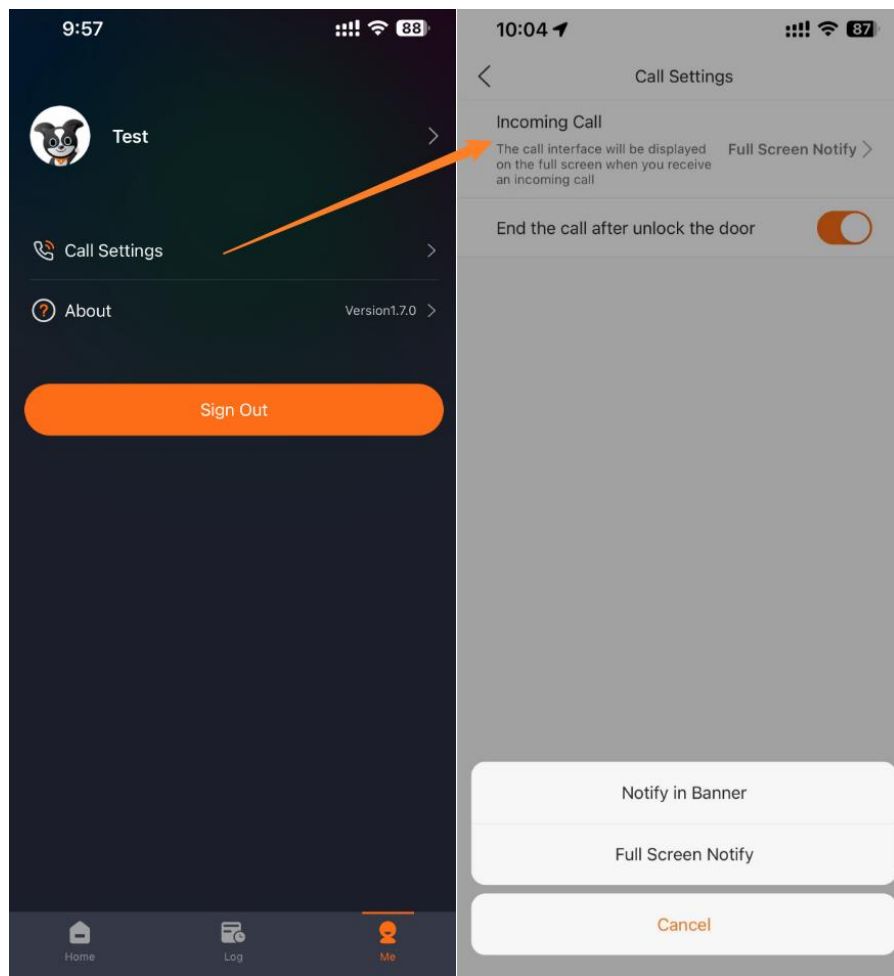 9:57
88
Test
Call Settings
?
About
Version1.7.0
Sign Out
Home
Log
Me
10:04
87
Call Settings
Incoming Call
The call interface will be displayed
on the full screen when you receive
an incoming call
Full Screen Notify
End the call after unlock the door
Notify in Banner
Full Screen Notify
Cancel